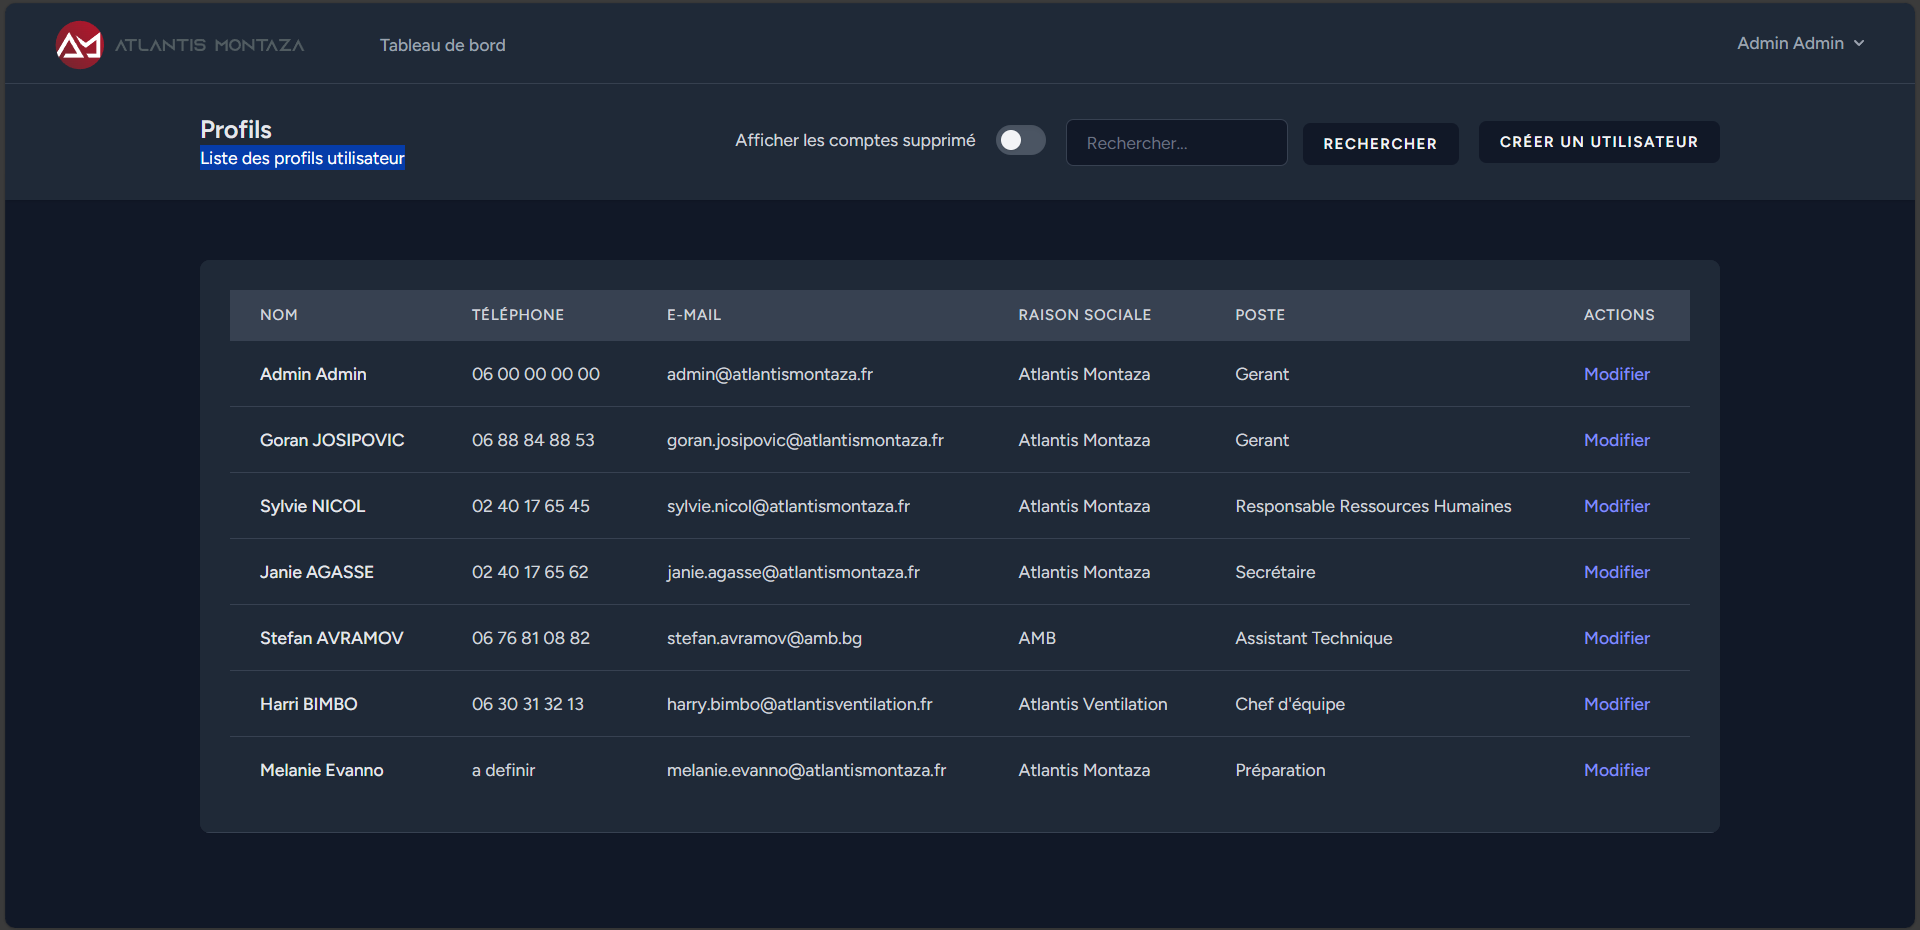 ATLANTIS MONTAZA Tableau de bord Admin Admin
Profils
Liste des profils utilisateur
Afficher les comptes supprimé Rechercher... RECHERCHER CRÉER UN UTILISATEUR
NOM TÉLÉPHONE E-MAIL RAISON SOCIALE POSTE ACTIONS
Admin Admin 06 00 00 00 00 admin@atlantismontaza.fr Atlantis Montaza Gerant Modifier
Goran JOSIPOVIC 06 88 84 88 53 goran.josipovic@atlantismontaza.fr Atlantis Montaza Gerant Modifier
Sylvie NICOL 02 40 17 65 45 sylvie.nicol@atlantismontaza.fr Atlantis Montaza Responsable Ressources Humaines Modifier
Janie AGASSE 02 40 17 65 62 janie.agasse@atlantismontaza.fr Atlantis Montaza Secrétaire Modifier
Stefan AVRAMOV 06 76 81 08 82 stefan.avramov@amb.bg AMB Assistant Technique Modifier
Harri BIMBO 06 30 31 32 13 harry.bimbo@atlantisventilation.fr Atlantis Ventilation Chef d'équipe Modifier
Melanie Evanno a definir melanie.evanno@atlantismontaza.fr Atlantis Montaza Préparation Modifier